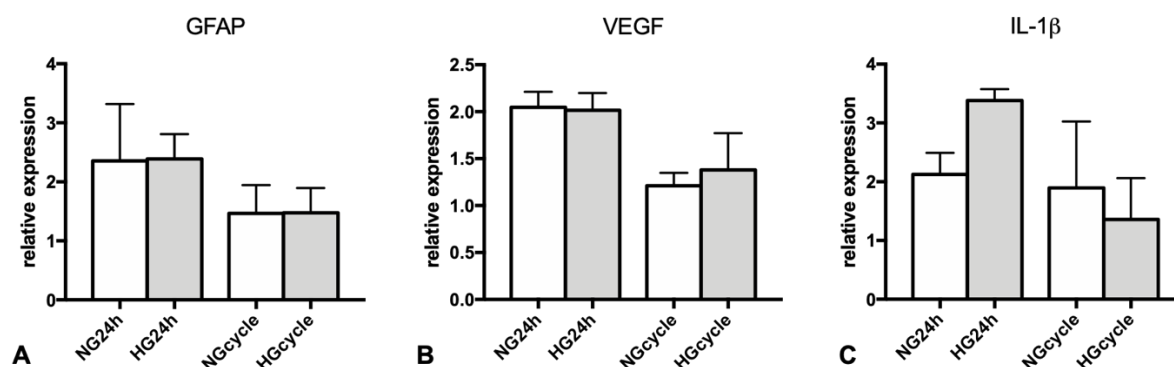 GFAP
relative expression
4
3
2
1
0
NG24h
HG24h
NGcycle
HGcycle
A
VEGF
relative expression
2.5
2.0
1.5
1.0
0.5
0.0
NG24h
HG24h
NGcycle
HGcycle
B
IL-1β
relative expression
4
3
2
1
0
NG24h
HG24h
NGcycle
HGcycle
C